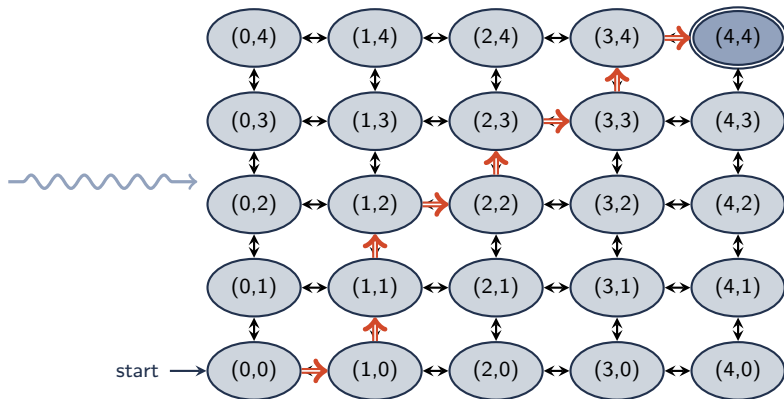 (0,4) (1,4) (2,4) (3,4) (4,4)
(0,3) (1,3) (2,3) (3,3) (4,3)
(0,2) (1,2) (2,2) (3,2) (4,2)
(0,1) (1,1) (2,1) (3,1) (4,1)
start (0,0) (1,0) (2,0) (3,0) (4,0)